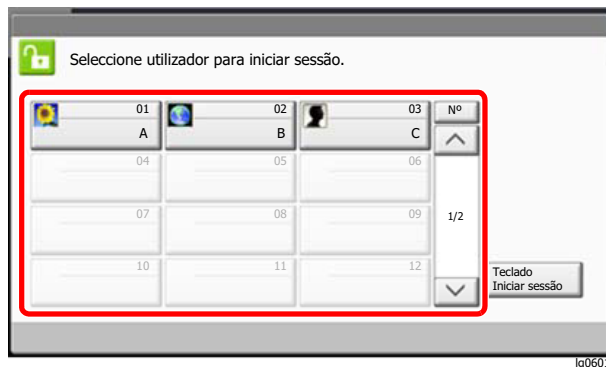 Seleccione utilizador para iniciar sessão.
01 02 03 Nº
A B C
04 05 06
07 08 09 1/2
10 11 12
Teclado
Iniciar sessão
lg0601